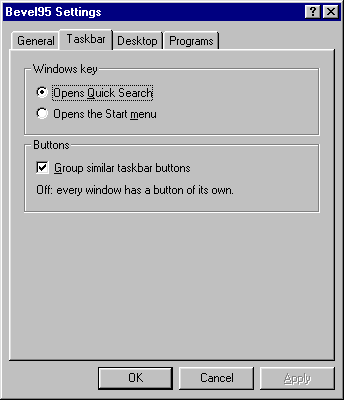 Bevel95 Settings
General Taskbar Desktop Programs
Windows key
Opens Quick Search
Opens the Start menu
Buttons
Group similar taskbar buttons
Off: every window has a button of its own.
OK Cancel Apply